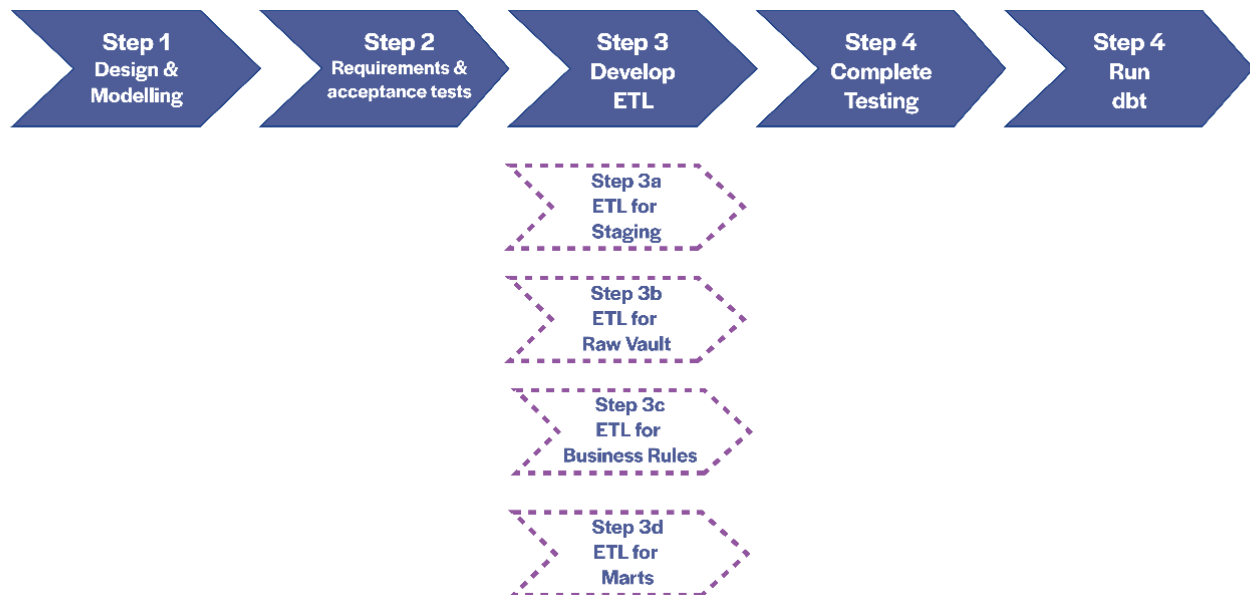 Step 1
Design &
Modelling
Step 2
Requirements &
acceptance tests
Step 3
Develop
ETL
Step 4
Complete
Testing
Step 4
Run
dbt
Step 3a
ETL for
Staging
Step 3b
ETL for
Raw Vault
Step 3c
ETL for
Business Rules
Step 3d
ETL for
Marts